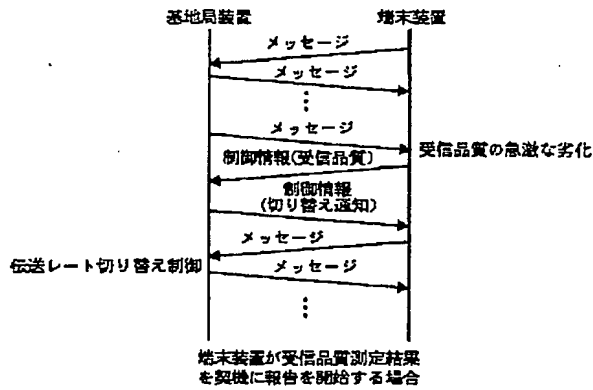 基地局装置
端末装置
メッセージ
メッセージ
メッセージ
受信品質の急激な劣化
制御情報(受信品質)
制御情報
(切り替え通知)
メッセージ
伝送レート切り替え制御
メッセージ
端末装置が受信品質測定結果
を契機に報告を開始する場合